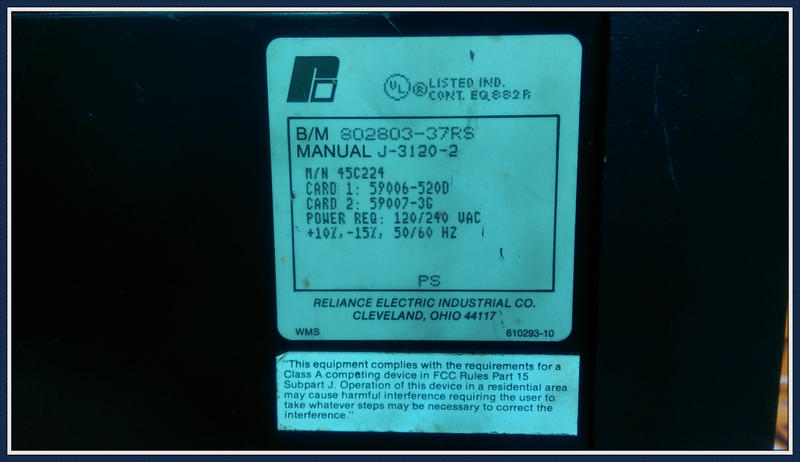 UL ® LISTED IND.
CONT. EQ. 882R
B/M 802803-37RS
MANUAL J-3120-2
M/N 45C224
CARD 1: 59006-520D
CARD 2: 59007-3G
POWER REQ: 120/240 VAC
+10%,-15%, 50/60 HZ
PS
RELIANCE ELECTRIC INDUSTRIAL CO.
CLEVELAND, OHIO 44117
WMS 610293-10
"This equipment complies with the requirements for a
Class A computing device in FCC Rules Part 15
Subpart J. Operation of this device in a residential area
may cause harmful interference requiring the user to
take whatever steps may be necessary to correct the
interference."